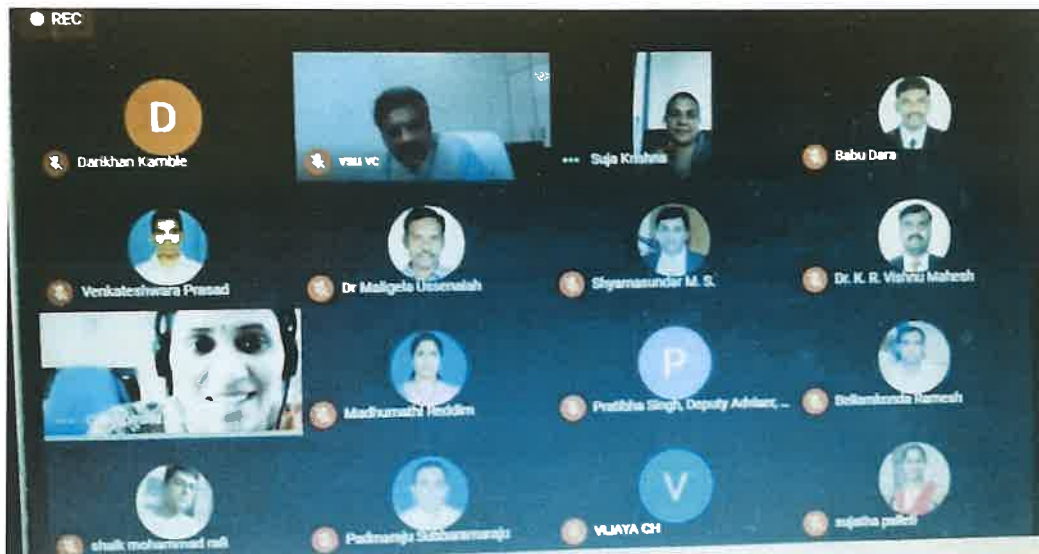 REC
D
Darikhan Kamble
VSU VC
Suja Krishna
Babu Dara
Venkateshwara Prasad
Dr Maligela Ussenaiah
Shyamasundar M. S.
Dr. K. R. Vishnu Mahesh
Madhumathi Reddim
P
Pratibha Singh, Deputy Adviser, ...
Bellamkonda Ramesh
shaik mohammad rafi
Padmaraju Subbaramaraju
V
VIJAYA CH
sujatha